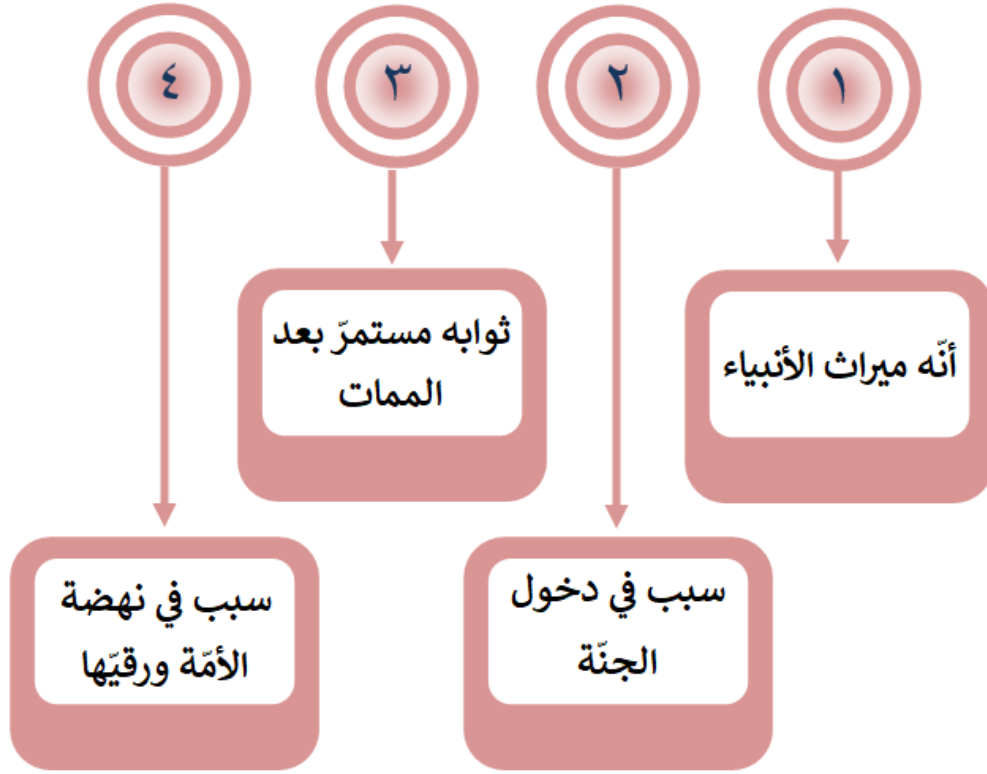 ١
أنّه ميراث الأنبياء
٢
سبب في دخول
الجنّة
٣
ثوابه مستمرّ بعد
الممات
٤
سبب في نهضة
الأمّة ورقيّها